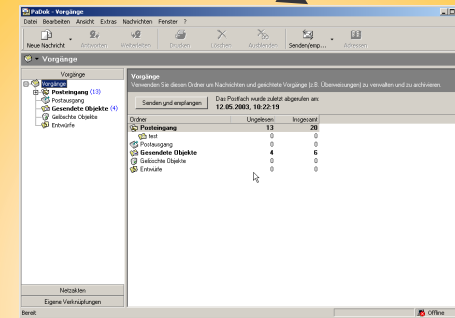 PaDok - Vorgänge
Datei Bearbeiten Ansicht Extras Nachrichten Fenster ?
Neue Nachricht Antworten Weiterleiten Drucken Löschen Ausblenden Senden/emp... Adressen
Vorgänge
Vorgänge
Vorgänge
Posteingang (13)
Postausgang
Gesendete Objekte (4)
Gelöschte Objekte
Entwürfe
Netzakten
Eigene Verknüpfungen
Vorgänge
Verwenden Sie diesen Ordner um Nachrichten und gerichtete Vorgänge (z.B. Überweisungen) zu verwalten und zu archivieren
Senden und empfangen
Das Postfach wurde zuletzt abgerufen am:
12.05.2003, 10:22:19
Ordner Ungelesen Insgesamt
Posteingang 13 20
test 0 0
Postausgang 0 0
Gesendete Objekte 4 6
Gelöschte Objekte 0 0
Entwürfe 0 0
Bereit Offline